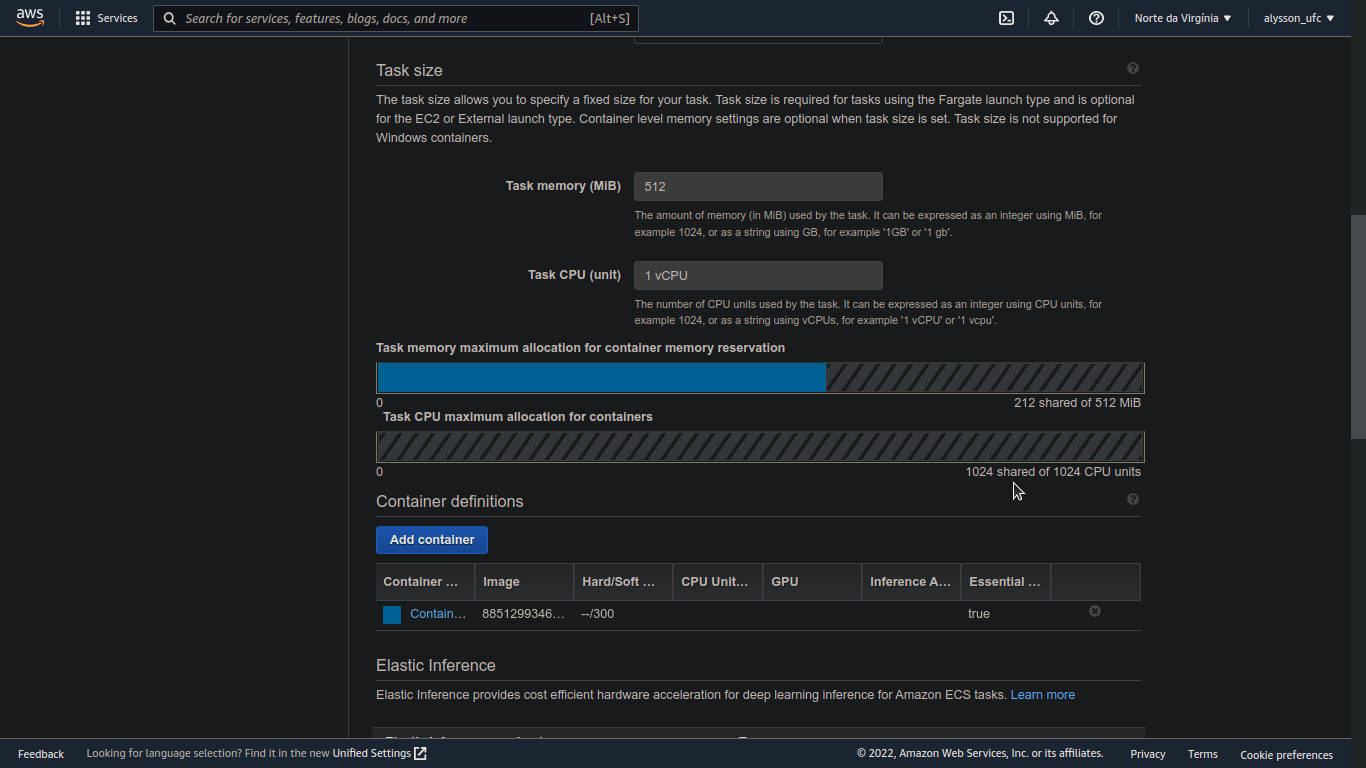 aws
Services
Search for services, features, blogs, docs, and more
[Alt+S]
Norte da Virgínia
alysson_ufc
Task size
The task size allows you to specify a fixed size for your task. Task size is required for tasks using the Fargate launch type and is optional
for the EC2 or External launch type. Container level memory settings are optional when task size is set. Task size is not supported for
Windows containers.
Task memory (MiB)
512
The amount of memory (in MiB) used by the task. It can be expressed as an integer using MiB, for
example 1024, or as a string using GB, for example '1GB' or '1 gb'.
Task CPU (unit)
1 vCPU
The number of CPU units used by the task. It can be expressed as an integer using CPU units, for
example 1024, or as a string using vCPUs, for example '1 vCPU' or '1 vcpu'.
Task memory maximum allocation for container memory reservation
0
212 shared of 512 MiB
Task CPU maximum allocation for containers
0
1024 shared of 1024 CPU units
Container definitions
Add container
Container ... Image Hard/Soft ... CPU Unit... GPU Inference A... Essential ...
Contain... 8851299346... --/300 true
Elastic Inference
Elastic Inference provides cost efficient hardware acceleration for deep learning inference for Amazon ECS tasks. Learn more
Feedback
Looking for language selection? Find it in the new Unified Settings
© 2022, Amazon Web Services, Inc. or its affiliates.
Privacy
Terms
Cookie preferences